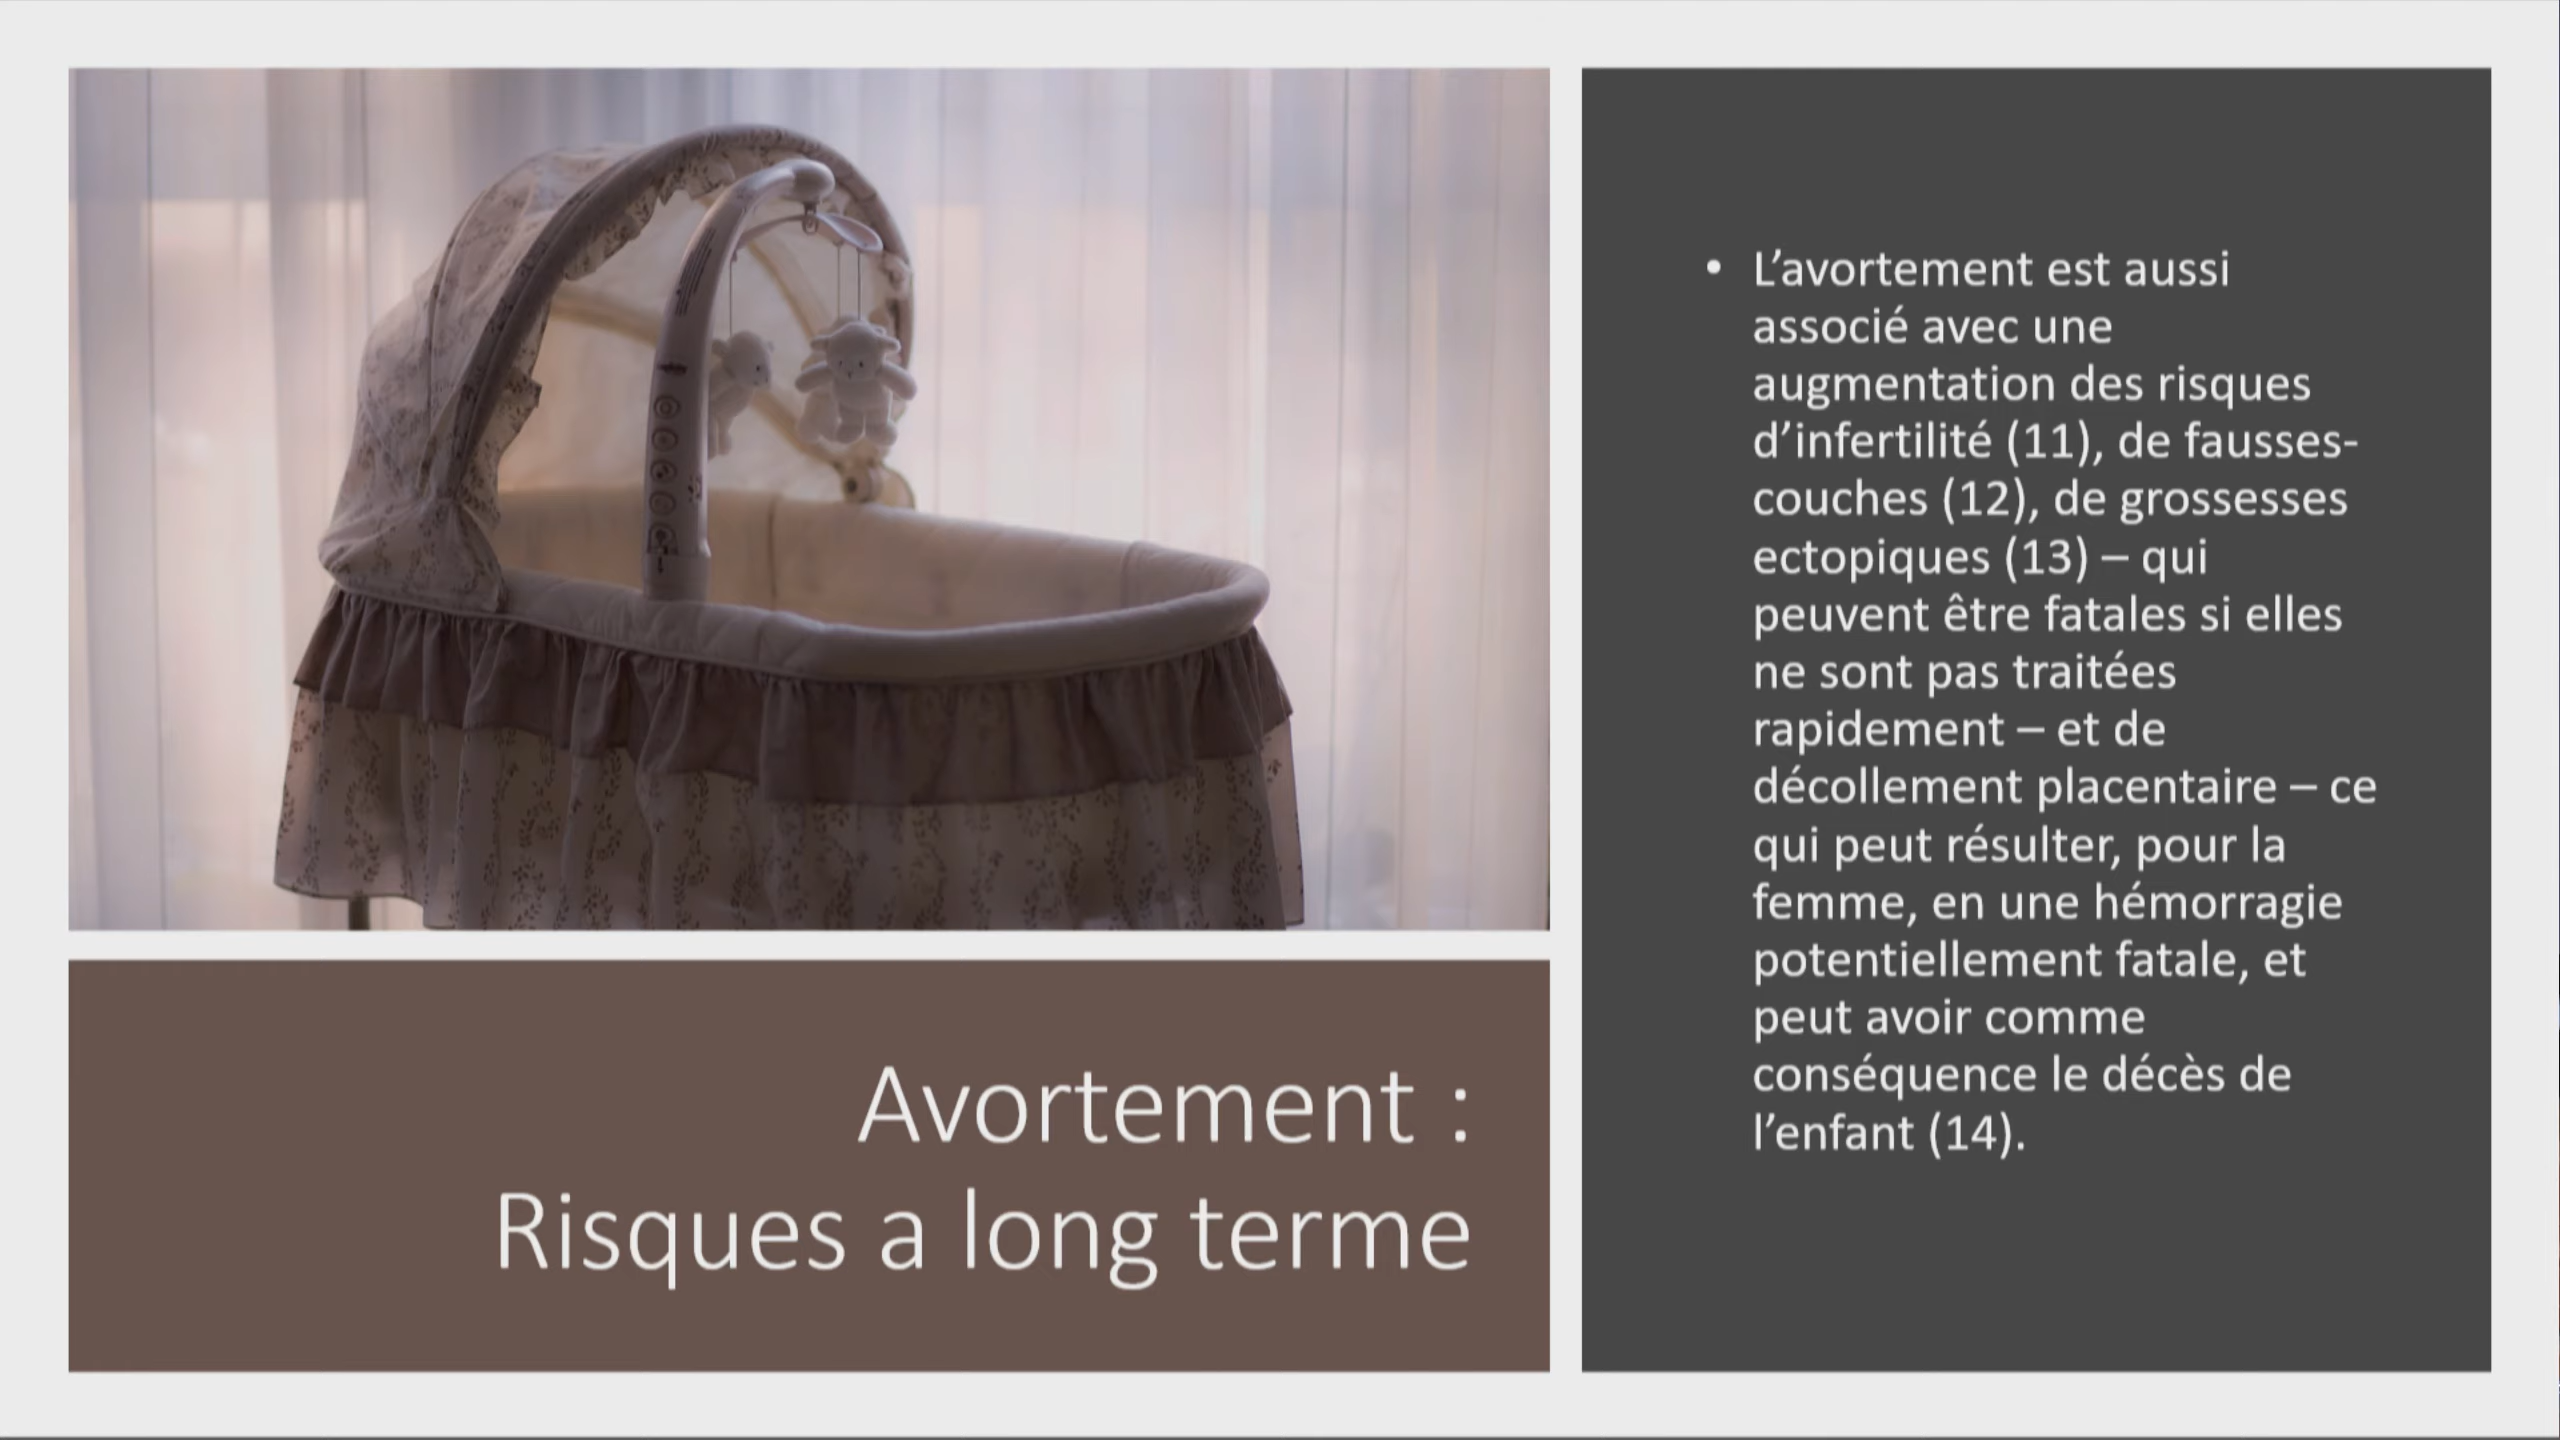 Avortement :
Risques a long terme
• L’avortement est aussi
associé avec une
augmentation des risques
d’infertilité (11), de fausses-
couches (12), de grossesses
ectopiques (13) – qui
peuvent être fatales si elles
ne sont pas traitées
rapidement – et de
décollement placentaire – ce
qui peut résulter, pour la
femme, en une hémorragie
potentiellement fatale, et
peut avoir comme
conséquence le décès de
l’enfant (14).